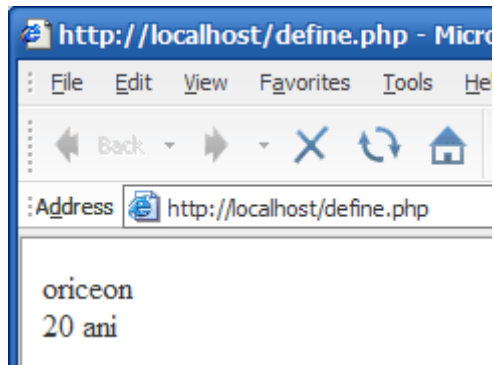 http://localhost/define.php - Micro
File Edit View Favorites Tools Hel
Back
Address http://localhost/define.php
oriceon
20 ani